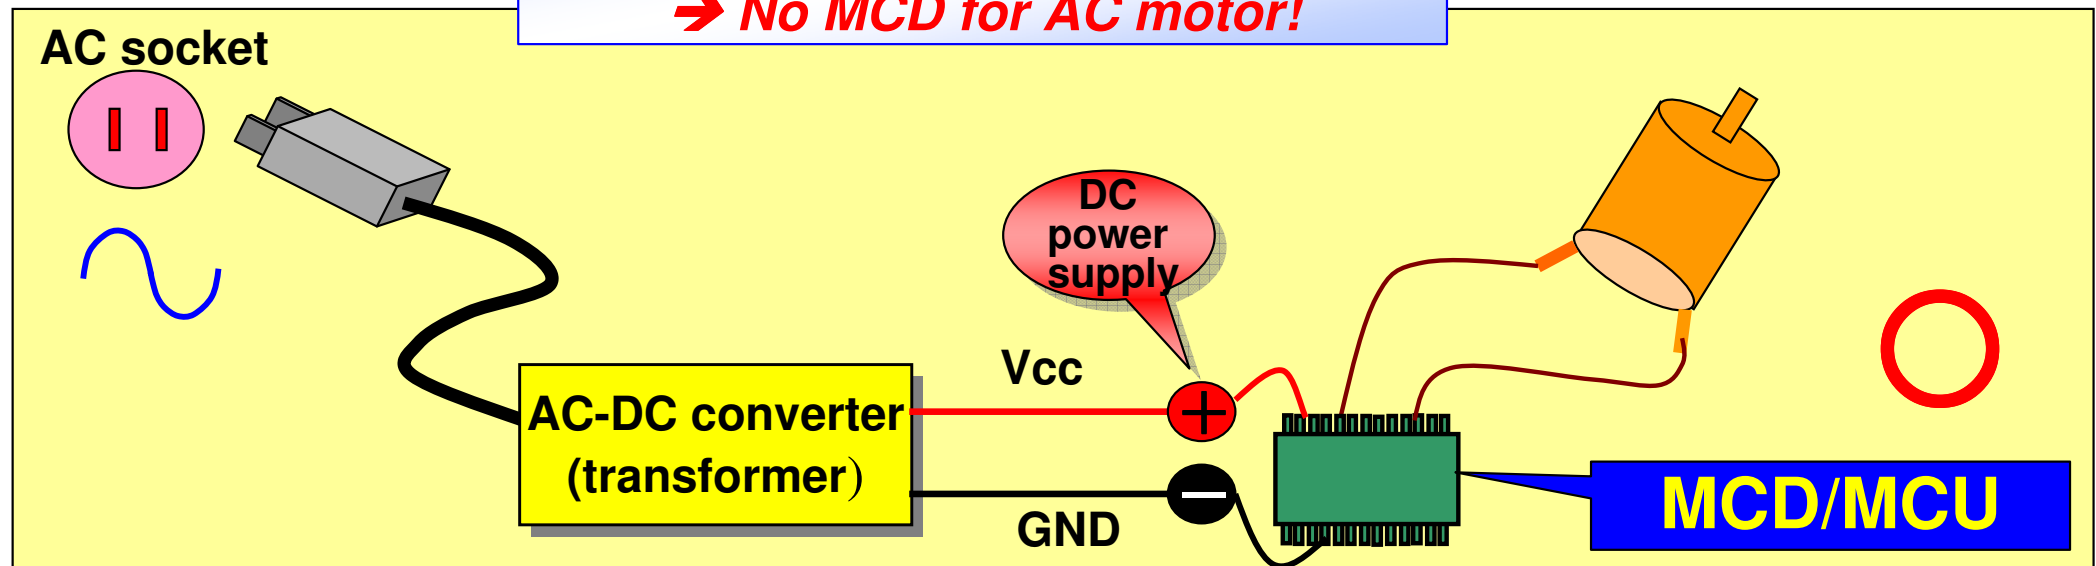 ➔ No MCD for AC motor!
AC socket
DC
power
supply
Vcc
AC-DC converter
(transformer)
GND
MCD/MCU